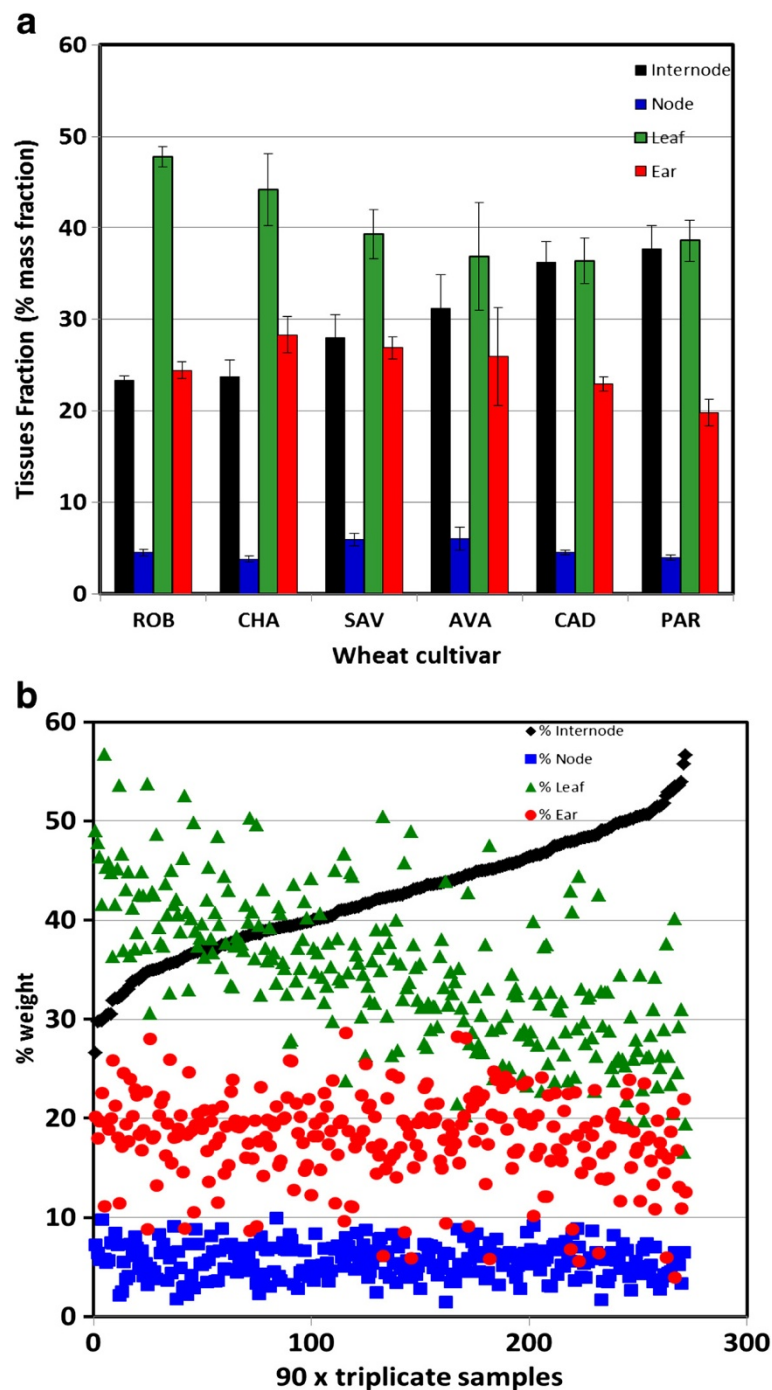 a
60
50
40
30
20
10
0
Tissues Fraction (% mass fraction)
Internode
Node
Leaf
Ear
ROB CHA SAV AVA CAD PAR
Wheat cultivar
b
60
50
40
30
20
10
0
% weight
% Internode
% Node
% Leaf
% Ear
0 100 200 300
90 x triplicate samples